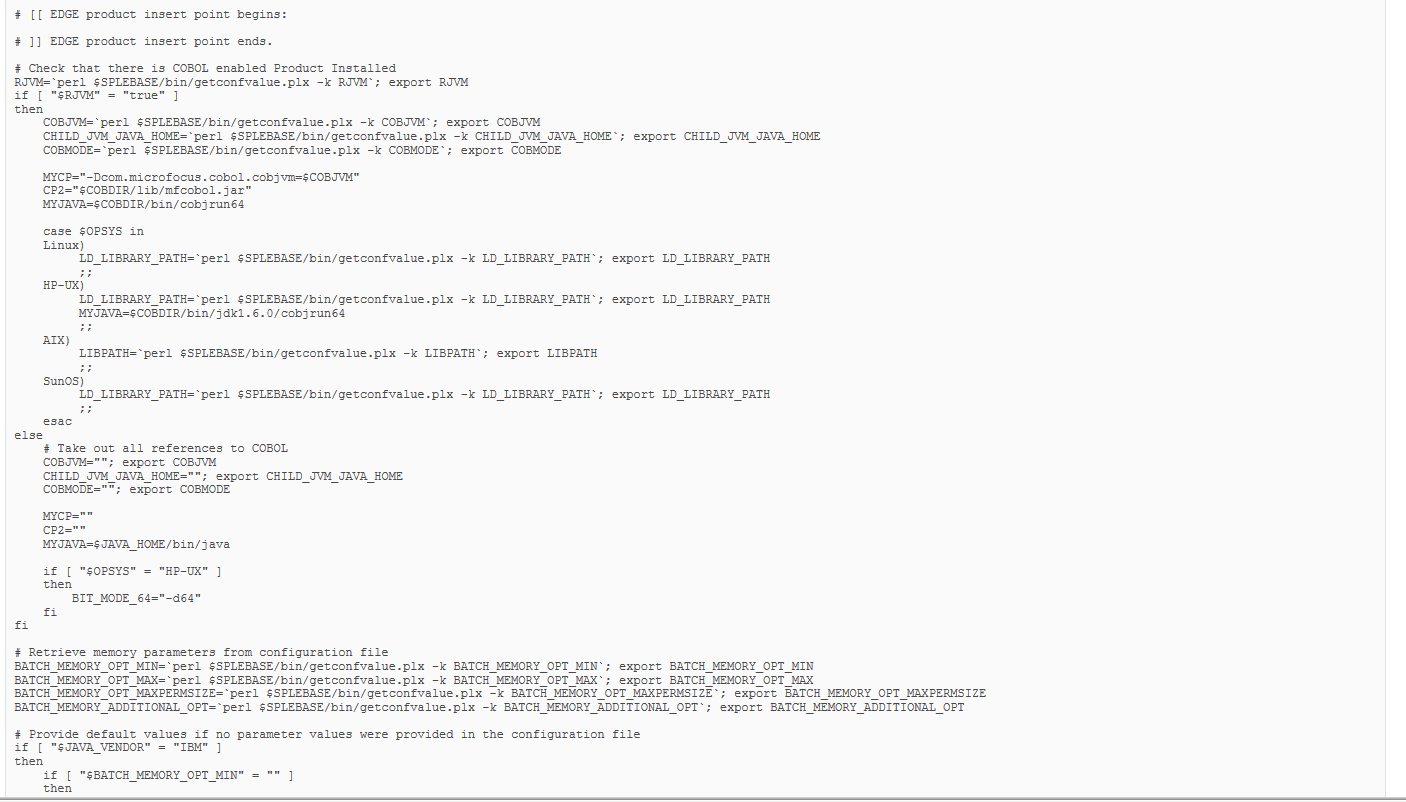 # [[ EDGE product insert point begins:
# ]] EDGE product insert point ends.
# Check that there is COBOL enabled Product Installed
RJVM=`perl $SPLEBASE/bin/getconfvalue.plx -k RJVM`; export RJVM
if [ "$RJVM" = "true" ]
then
    COBJVM=`perl $SPLEBASE/bin/getconfvalue.plx -k COBJVM`; export COBJVM
    CHILD_JVM_JAVA_HOME=`perl $SPLEBASE/bin/getconfvalue.plx -k CHILD_JVM_JAVA_HOME`; export CHILD_JVM_JAVA_HOME
    COBMODE=`perl $SPLEBASE/bin/getconfvalue.plx -k COBMODE`; export COBMODE
    MYCP="-Dcom.microfocus.cobol.cobjvm=$COBJVM"
    CP2="$COBDIR/lib/mfcobol.jar"
    MYJAVA=$COBDIR/bin/cobjrun64
    case $OPSYS in
    Linux)
         LD_LIBRARY_PATH=`perl $SPLEBASE/bin/getconfvalue.plx -k LD_LIBRARY_PATH`; export LD_LIBRARY_PATH
         ;;
    HP-UX)
         LD_LIBRARY_PATH=`perl $SPLEBASE/bin/getconfvalue.plx -k LD_LIBRARY_PATH`; export LD_LIBRARY_PATH
         MYJAVA=$COBDIR/bin/jdk1.6.0/cobjrun64
         ;;
    AIX)
         LIBPATH=`perl $SPLEBASE/bin/getconfvalue.plx -k LIBPATH`; export LIBPATH
         ;;
    SunOS)
         LD_LIBRARY_PATH=`perl $SPLEBASE/bin/getconfvalue.plx -k LD_LIBRARY_PATH`; export LD_LIBRARY_PATH
         ;;
    esac
else
    # Take out all references to COBOL
    COBJVM=""; export COBJVM
    CHILD_JVM_JAVA_HOME=""; export CHILD_JVM_JAVA_HOME
    COBMODE=""; export COBMODE
    MYCP=""
    CP2=""
    MYJAVA=$JAVA_HOME/bin/java
    if [ "$OPSYS" = "HP-UX" ]
    then
        BIT_MODE_64="-d64"
    fi
fi
# Retrieve memory parameters from configuration file
BATCH_MEMORY_OPT_MIN=`perl $SPLEBASE/bin/getconfvalue.plx -k BATCH_MEMORY_OPT_MIN`; export BATCH_MEMORY_OPT_MIN
BATCH_MEMORY_OPT_MAX=`perl $SPLEBASE/bin/getconfvalue.plx -k BATCH_MEMORY_OPT_MAX`; export BATCH_MEMORY_OPT_MAX
BATCH_MEMORY_OPT_MAXPERMSIZE=`perl $SPLEBASE/bin/getconfvalue.plx -k BATCH_MEMORY_OPT_MAXPERMSIZE`; export BATCH_MEMORY_OPT_MAXPERMSIZE
BATCH_MEMORY_ADDITIONAL_OPT=`perl $SPLEBASE/bin/getconfvalue.plx -k BATCH_MEMORY_ADDITIONAL_OPT`; export BATCH_MEMORY_ADDITIONAL_OPT
# Provide default values if no parameter values were provided in the configuration file
if [ "$JAVA_VENDOR" = "IBM" ]
then
    if [ "$BATCH_MEMORY_OPT_MIN" = "" ]
    then